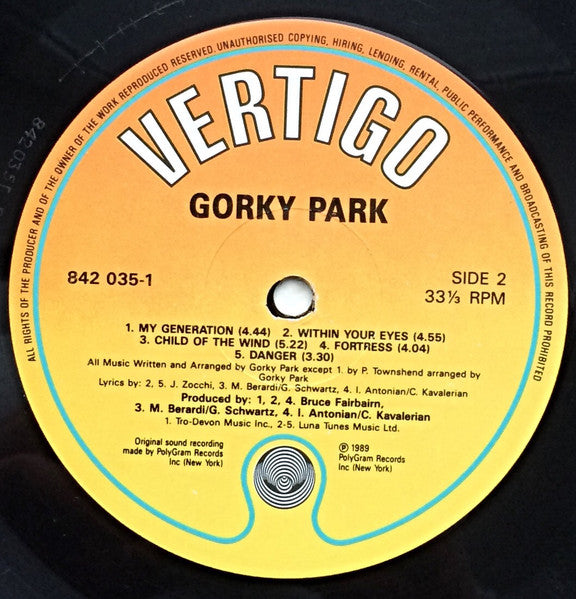 ALL RIGHTS OF THE PRODUCER AND OF THE OWNER OF THE WORK REPRODUCED RESERVED. UNAUTHORISED COPYING, HIRING, LENDING, RENTAL, PUBLIC PERFORMANCE AND BROADCASTING OF THIS RECORD PROHIBITED
VERTIGO
GORKY PARK
842 035-1
SIDE 2
33⅓ RPM
1. MY GENERATION (4.44) 2. WITHIN YOUR EYES (4.55)
3. CHILD OF THE WIND (5.22) 4. FORTRESS (4.04)
5. DANGER (3.30)
All Music Written and Arranged by Gorky Park except 1. by P. Townshend arranged by
Gorky Park
Lyrics by: 2, 5. J. Zocchi, 3. M. Berardi/G. Schwartz, 4. I. Antonian/C. Kavalerian
Produced by: 1, 2, 4. Bruce Fairbairn,
3. M. Berardi/G. Schwartz, 4. I. Antonian/C. Kavalerian
1. Tro-Devon Music Inc., 2-5. Luna Tunes Music Ltd.
Original sound recording
made by PolyGram Records
Inc (New York)
℗ 1989
PolyGram Records
Inc (New York)